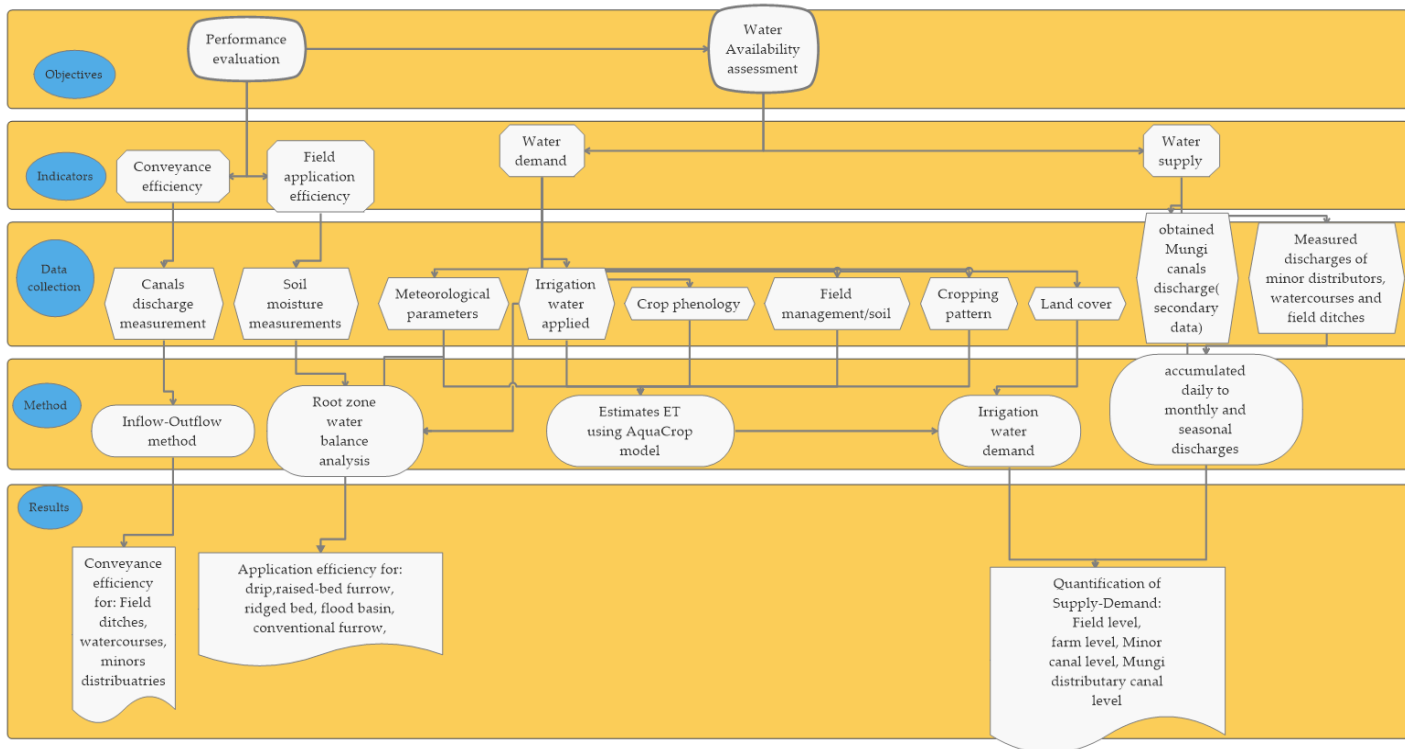 Objectives
Performance
evaluation
Water
Availability
assessment
Indicators
Conveyance
efficiency
Field
application
efficiency
Water
demand
Water
supply
Data
collection
Canals
discharge
measurement
Soil
moisture
measurements
Meteorological
parameters
Irrigation
water
applied
Crop phenology
Field
management/soil
Cropping
pattern
Land cover
obtained
Mungi
canals
discharge(
secondary
data)
Measured
discharges of
minor distributors,
watercourses and
field ditches
Method
Inflow-Outflow
method
Root zone
water
balance
analysis
Estimates ET
using AquaCrop
model
Irrigation
water
demand
accumulated
daily to
monthly and
seasonal
discharges
Results
Conveyance
efficiency
for: Field
ditches,
watercourses,
minors
distribuatries
Application efficiency for:
drip,raised-bed furrow,
ridged bed, flood basin,
conventional furrow,
Quantification of
Supply-Demand:
Field level,
farm level, Minor
canal level, Mungi
distributary canal
level